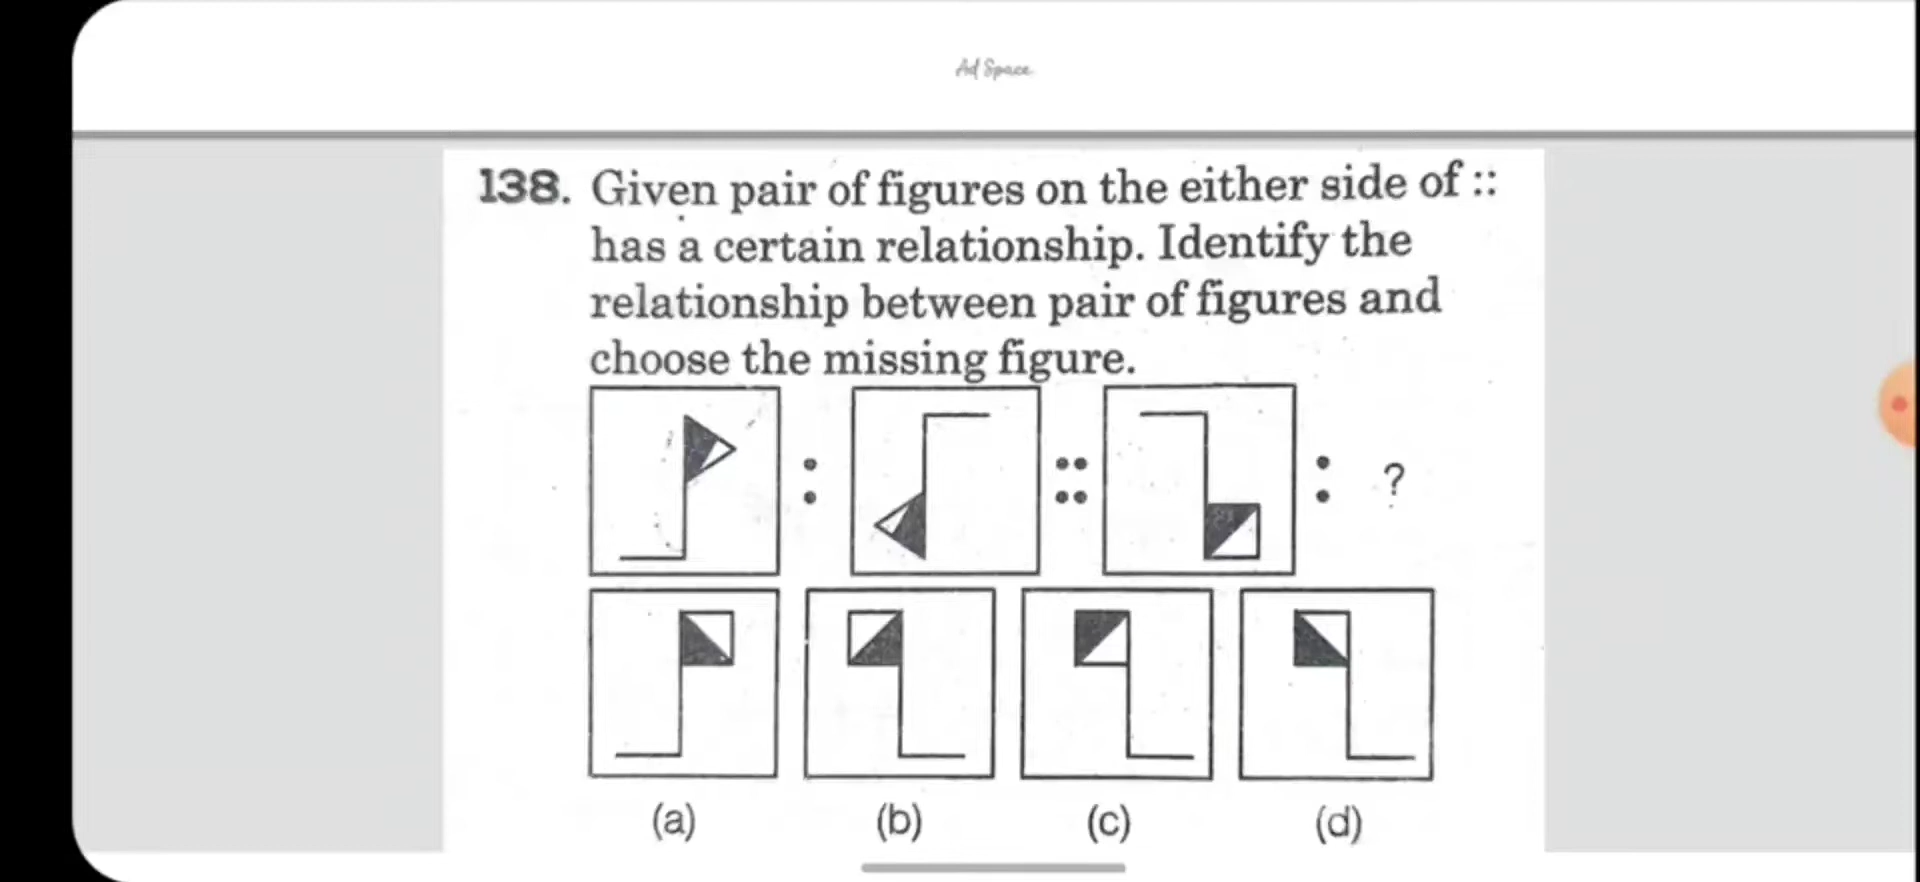 Ad Space
138. Given pair of figures on the either side of ::
has a certain relationship. Identify the
relationship between pair of figures and
choose the missing figure.
: :: : ?
(a) (b) (c) (d)